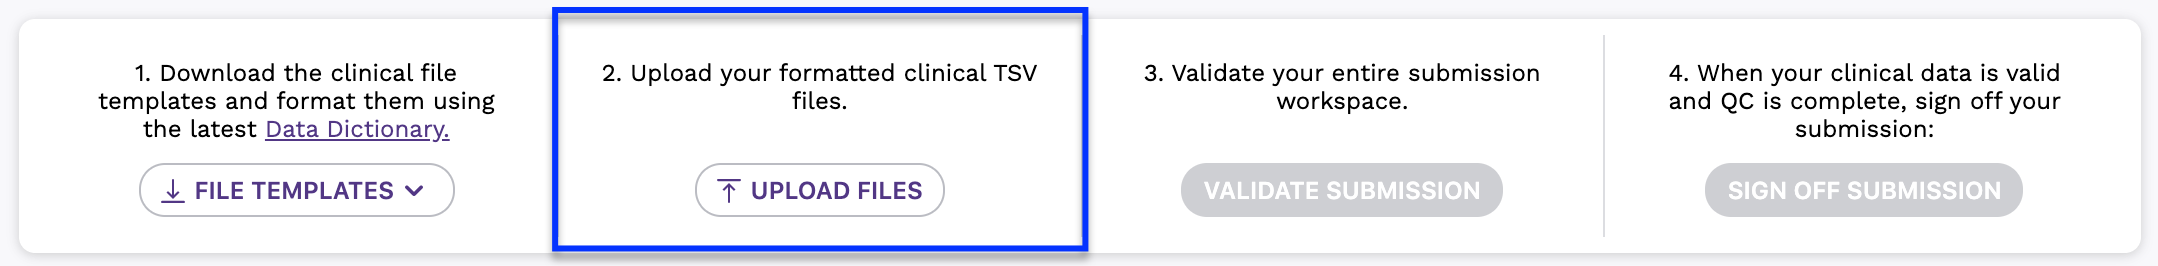 1. Download the clinical file
templates and format them using
the latest Data Dictionary.
FILE TEMPLATES
2. Upload your formatted clinical TSV
files.
UPLOAD FILES
3. Validate your entire submission
workspace.
VALIDATE SUBMISSION
4. When your clinical data is valid
and QC is complete, sign off your
submission:
SIGN OFF SUBMISSION